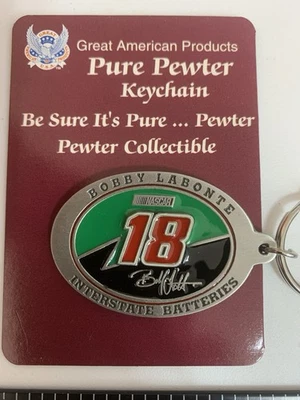 Great American Products
Pure Pewter
Keychain
Be Sure It's Pure ... Pewter
Pewter Collectible
BOBBY LABONTE
NASCAR
18
INTERSTATE BATTERIES